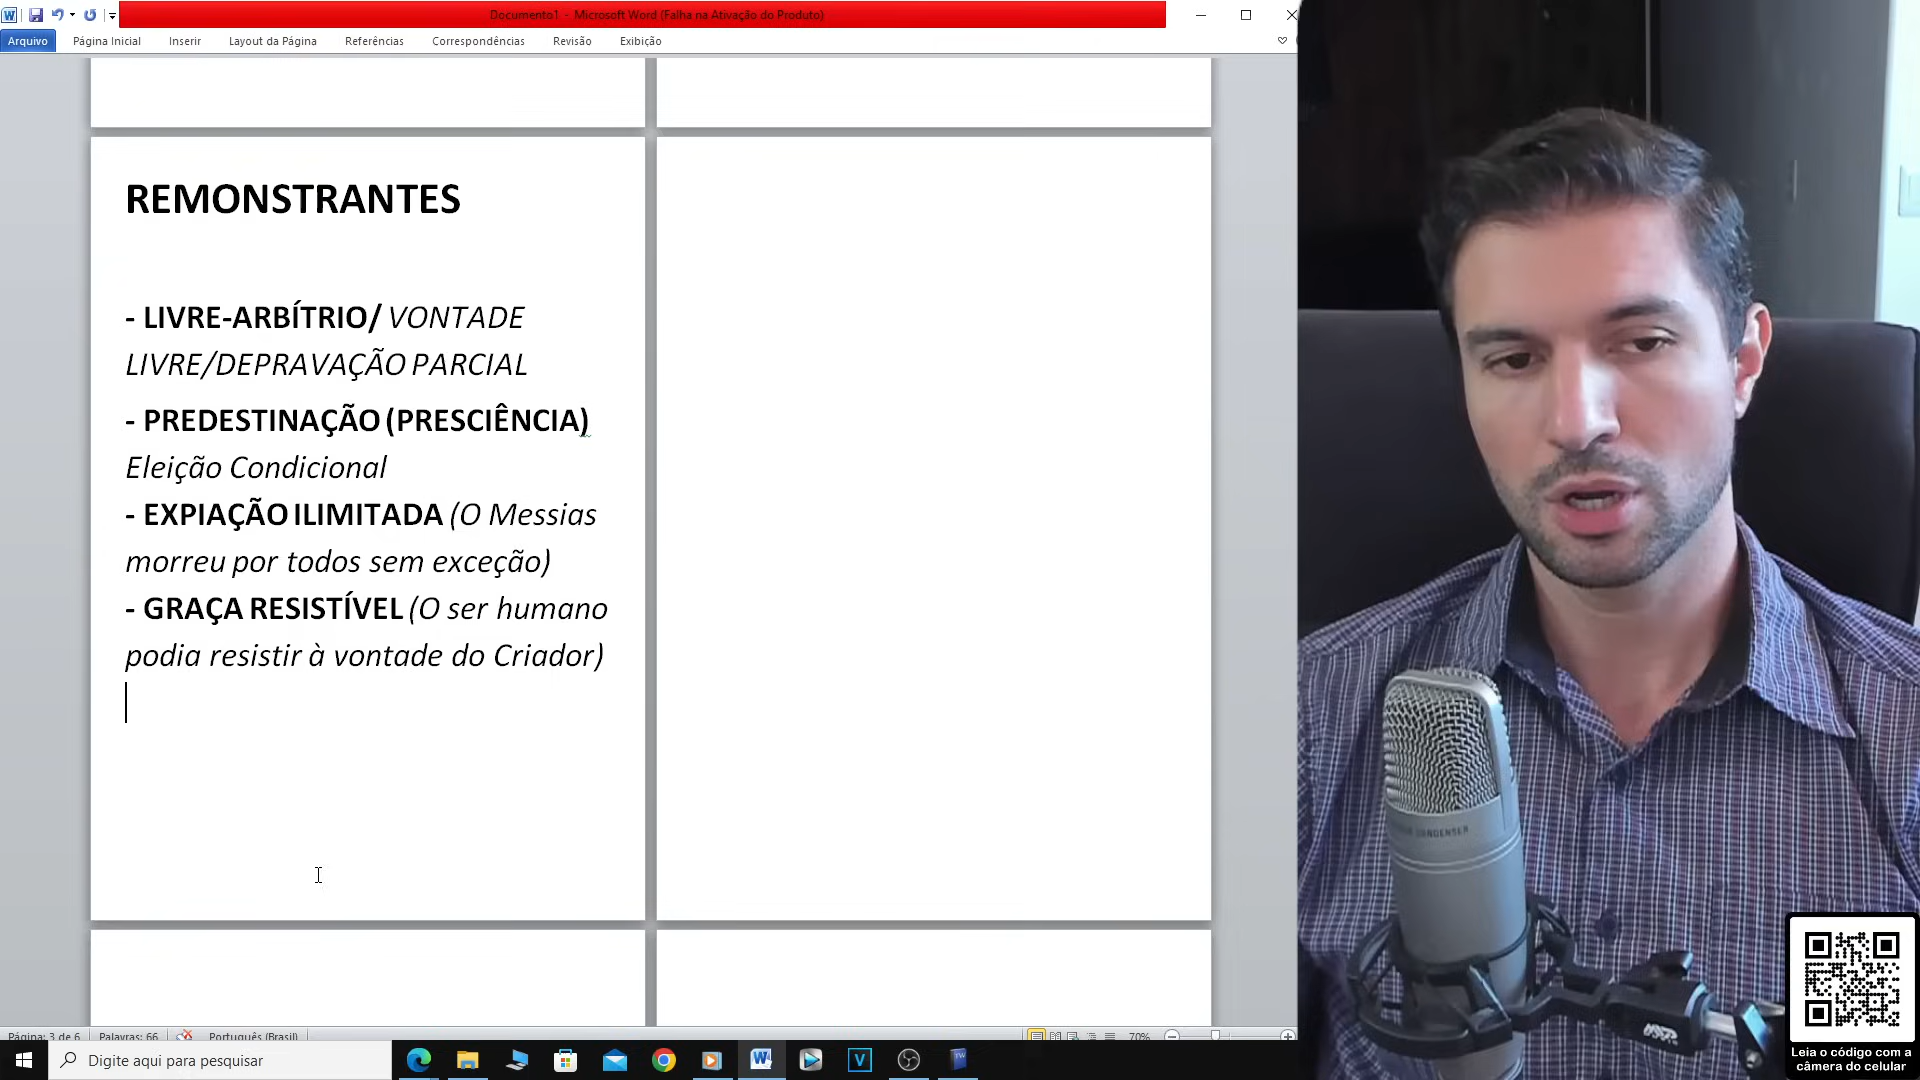 Documento1 - Microsoft Word (Falha na Ativação do Produto)
Arquivo
Página Inicial
Inserir
Layout da Página
Referências
Correspondências
Revisão
Exibição
REMONSTRANTES
- LIVRE-ARBÍTRIO/ VONTADE
LIVRE/DEPRAVAÇÃO PARCIAL
- PREDESTINAÇÃO (PRESCIÊNCIA)
Eleição Condicional
- EXPIAÇÃO ILIMITADA (O Messias
morreu por todos sem exceção)
- GRAÇA RESISTÍVEL (O ser humano
podia resistir à vontade do Criador)
Página: 3 de 6
Palavras: 66
Português (Brasil)
70%
Digite aqui para pesquisar
CONDENSER
Leia o código com a
câmera do celular